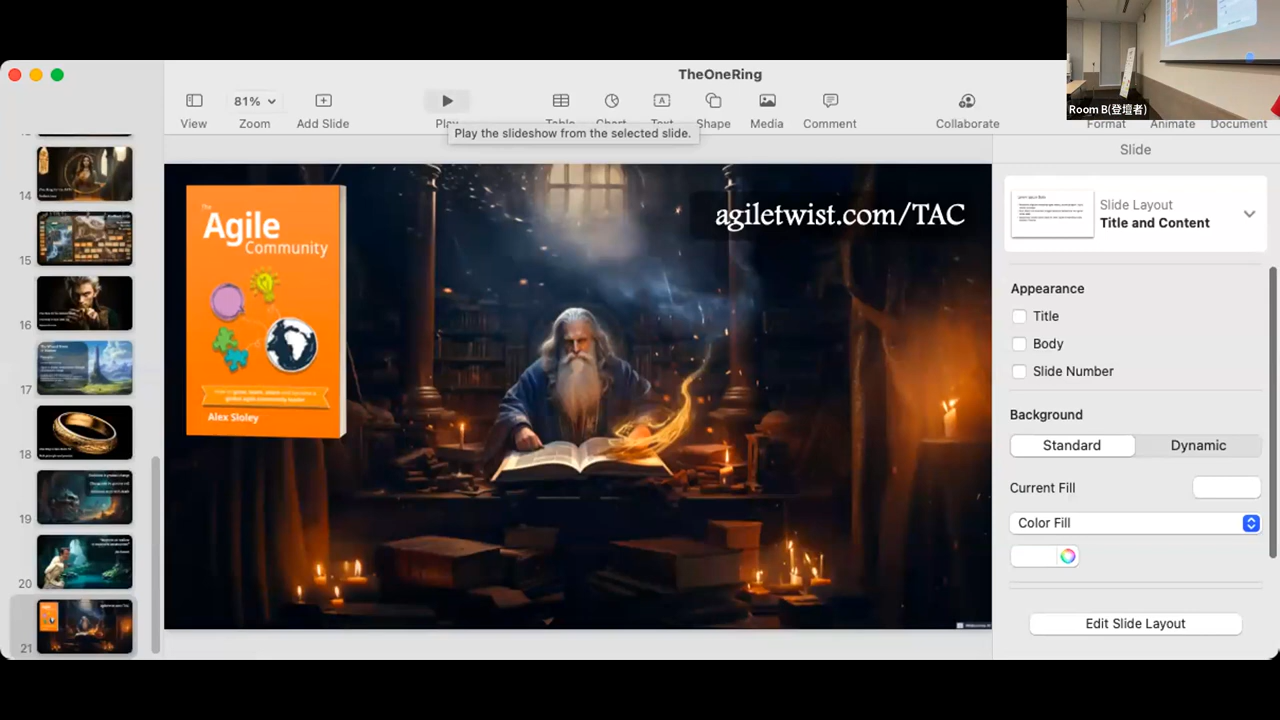 TheOneRing
Room B(登壇者)
81%
View
Zoom
Add Slide
Play
Table
Chart
Text
Shape
Media
Comment
Collaborate
Format
Animate
Document
Play the slideshow from the selected slide.
14
15
16
17
18
19
20
21
The
Agile
Community
Alex Sloley
agiletwist.com/TAC
Slide
Slide Layout
Title and Content
Appearance
Title
Body
Slide Number
Background
Standard
Dynamic
Current Fill
Color Fill
Edit Slide Layout